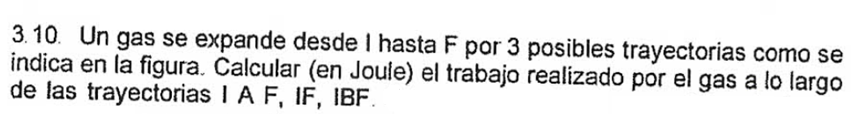 3.10. Un gas se expande desde I hasta F por 3 posibles trayectorias como se
indica en la figura. Calcular (en Joule) el trabajo realizado por el gas a lo largo
de las trayectorias I A F, IF, IBF.